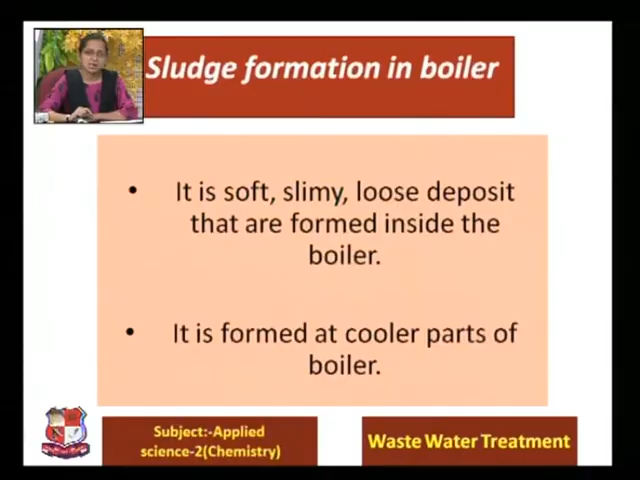 Sludge formation in boiler
• It is soft, slimy, loose deposit
that are formed inside the
boiler.
• It is formed at cooler parts of
boiler.
Subject:-Applied
science-2(Chemistry)
Waste Water Treatment